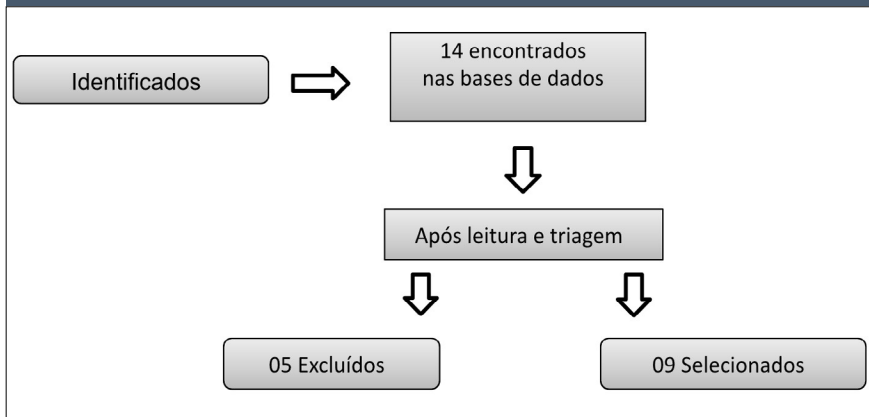 Identificados
14 encontrados
nas bases de dados
Após leitura e triagem
05 Excluídos
09 Selecionados